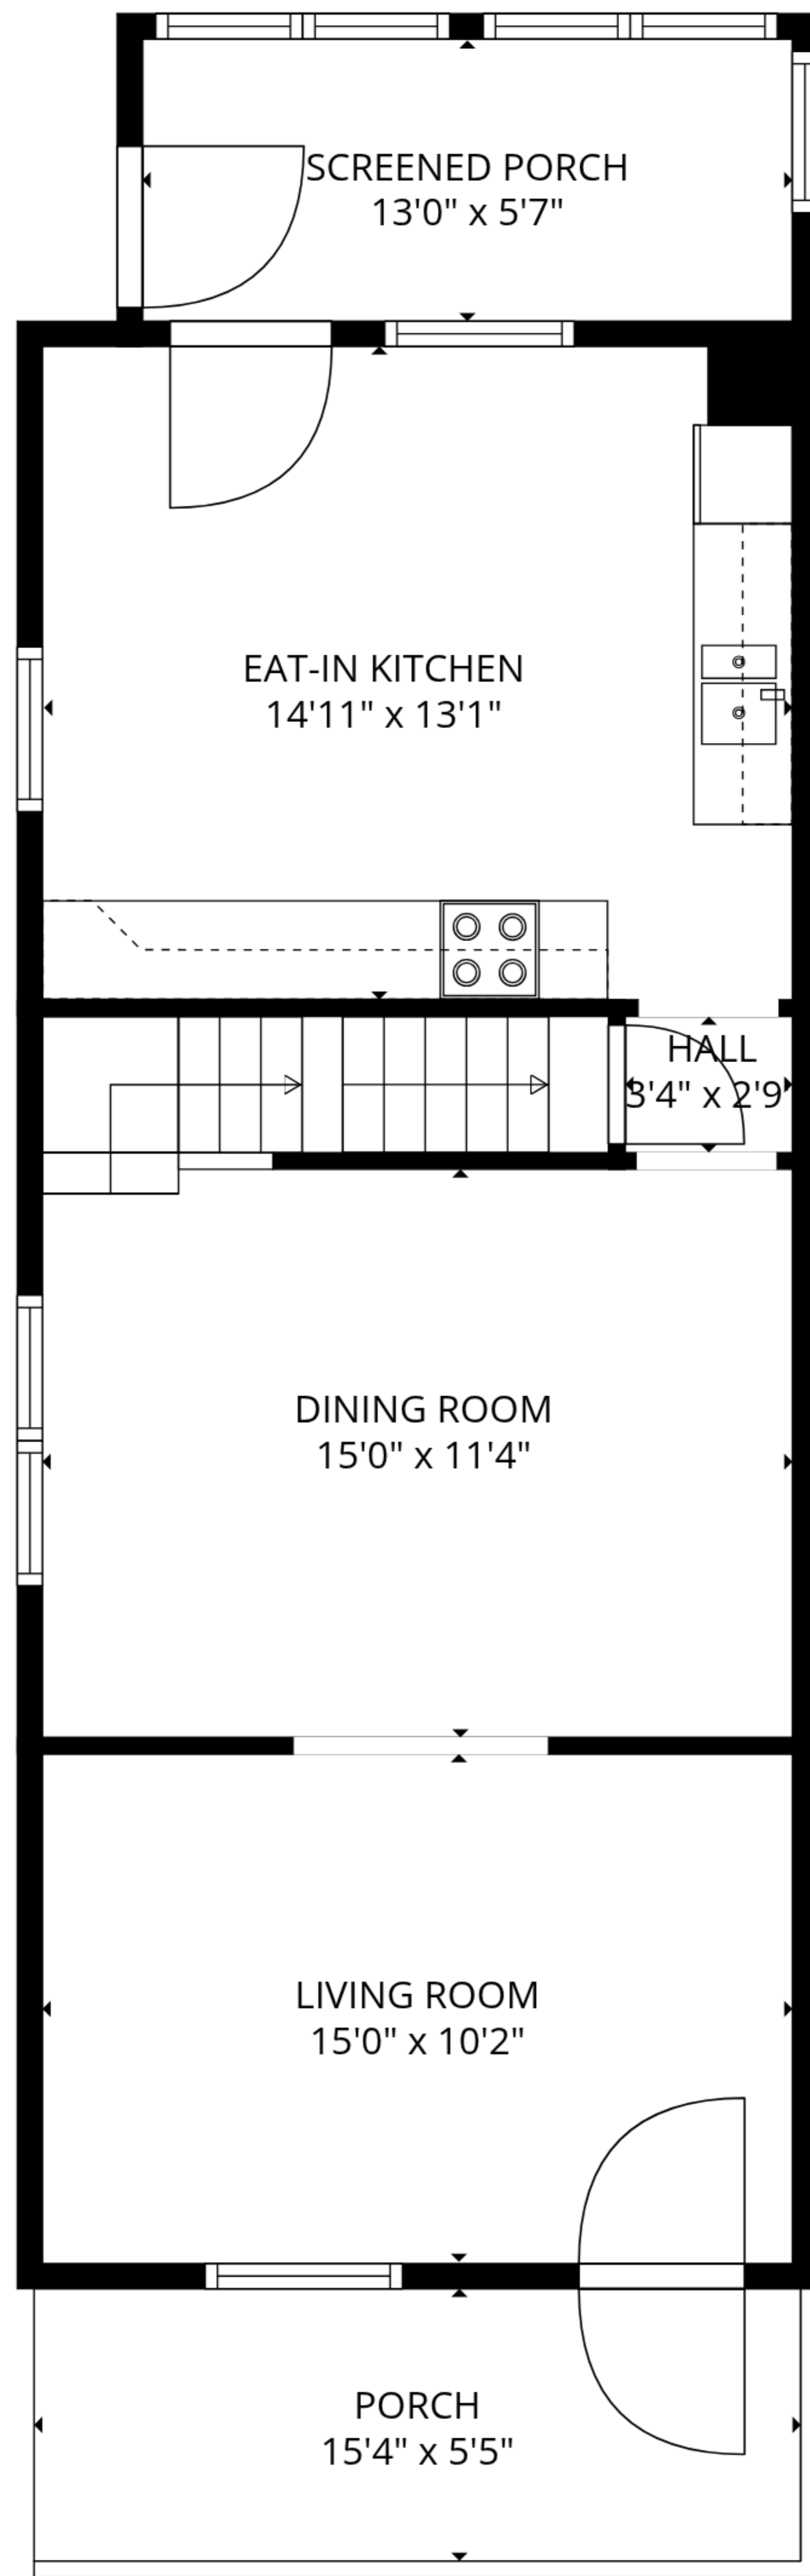 SCREENED PORCH
13'0" x 5'7"
EAT-IN KITCHEN
14'11" x 13'1"
HALL
3'4" x 2'9
DINING ROOM
15'0" x 11'4"
LIVING ROOM
15'0" x 10'2"
PORCH
15'4" x 5'5"